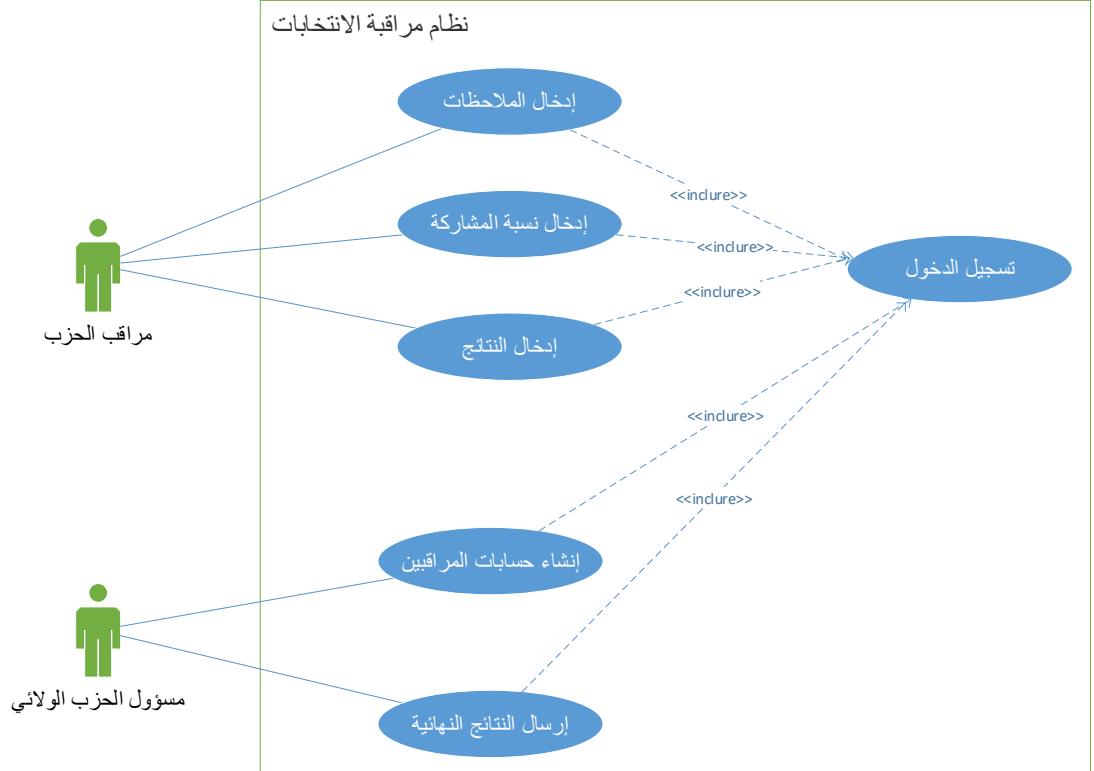 نظام مراقبة الانتخابات
إدخال الملاحظات
<<inclure>>
إدخال نسبة المشاركة
<<inclure>>
تسجيل الدخول
<<inclure>>
مراقب الحزب
إدخال النتائج
<<inclure>>
<<inclure>>
إنشاء حسابات المراقبين
مسؤول الحزب الولائي
إرسال النتائج النهائية